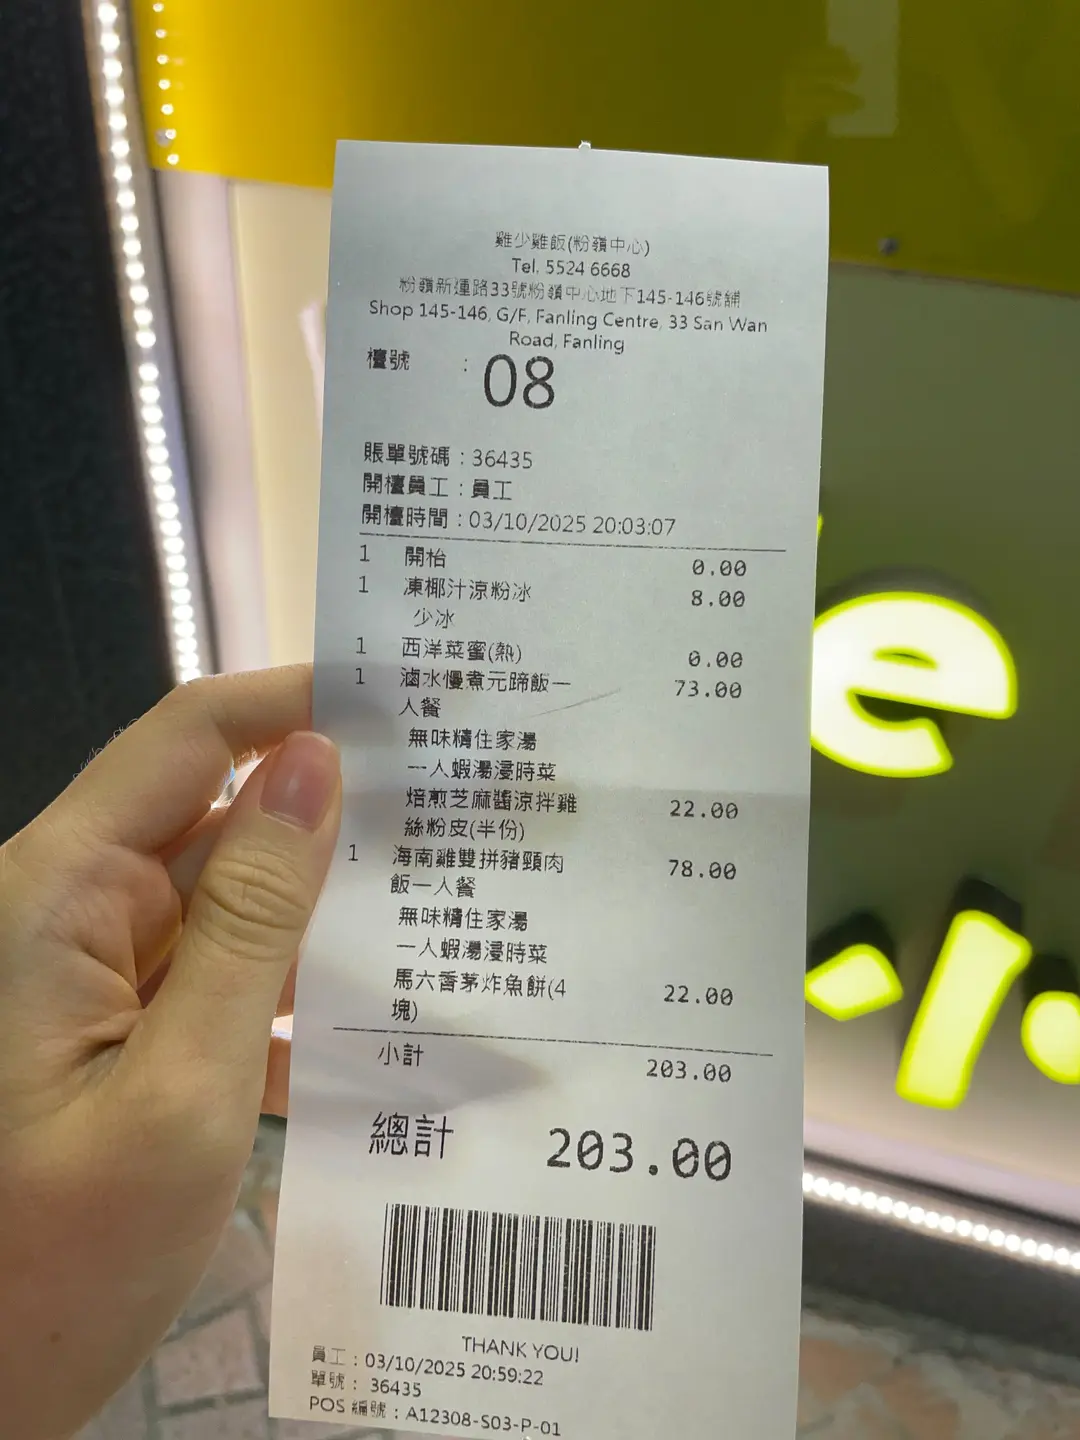 雞少雞飯(粉嶺中心)
Tel. 5524 6668
粉嶺新運路33號粉嶺中心地下145-146號舖
Shop 145-146, G/F, Fanling Centre, 33 San Wan
Road, Fanling
檯號 : 08
賬單號碼 : 36435
開檯員工 : 員工
開檯時間 : 03/10/2025 20:03:07
1 開枱 0.00
1 凍椰汁涼粉冰 8.00
少冰
1 西洋菜蜜(熱) 0.00
1 滷水慢煮元蹄飯一 73.00
人餐
無味精住家湯
一人蝦湯浸時菜
焙煎芝麻醬涼拌雞 22.00
絲粉皮(半份)
1 海南雞雙拼豬頸肉 78.00
飯一人餐
無味精住家湯
一人蝦湯浸時菜
馬六香茅炸魚餅(4 22.00
塊)
小計 203.00
總計 203.00
THANK YOU!
員工 : 03/10/2025 20:59:22
單號 : 36435
POS 編號 : A12308-S03-P-01
e
小